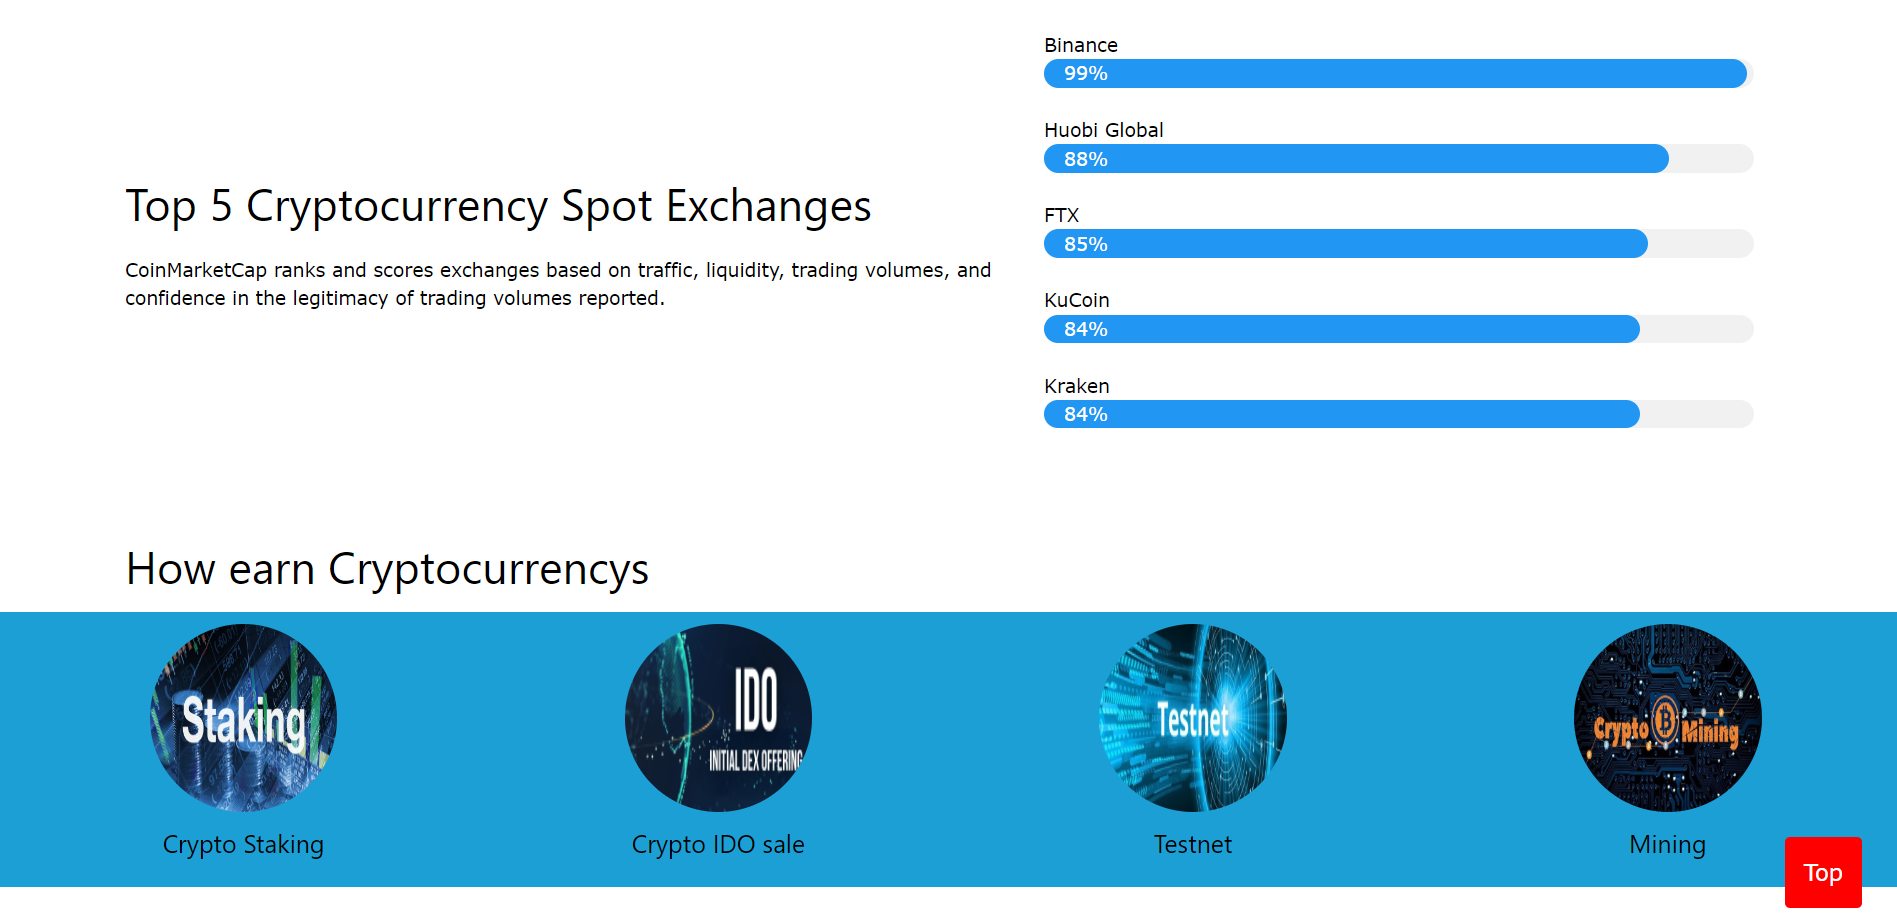 Top 5 Cryptocurrency Spot Exchanges
CoinMarketCap ranks and scores exchanges based on traffic, liquidity, trading volumes, and
confidence in the legitimacy of trading volumes reported.
Binance
99%
Huobi Global
88%
FTX
85%
KuCoin
84%
Kraken
84%
How earn Cryptocurrencys
Staking
Crypto Staking
IDO
INITIAL DEX OFFERING
Crypto IDO sale
Testnet
Testnet
Crypto Mining
Mining
Top